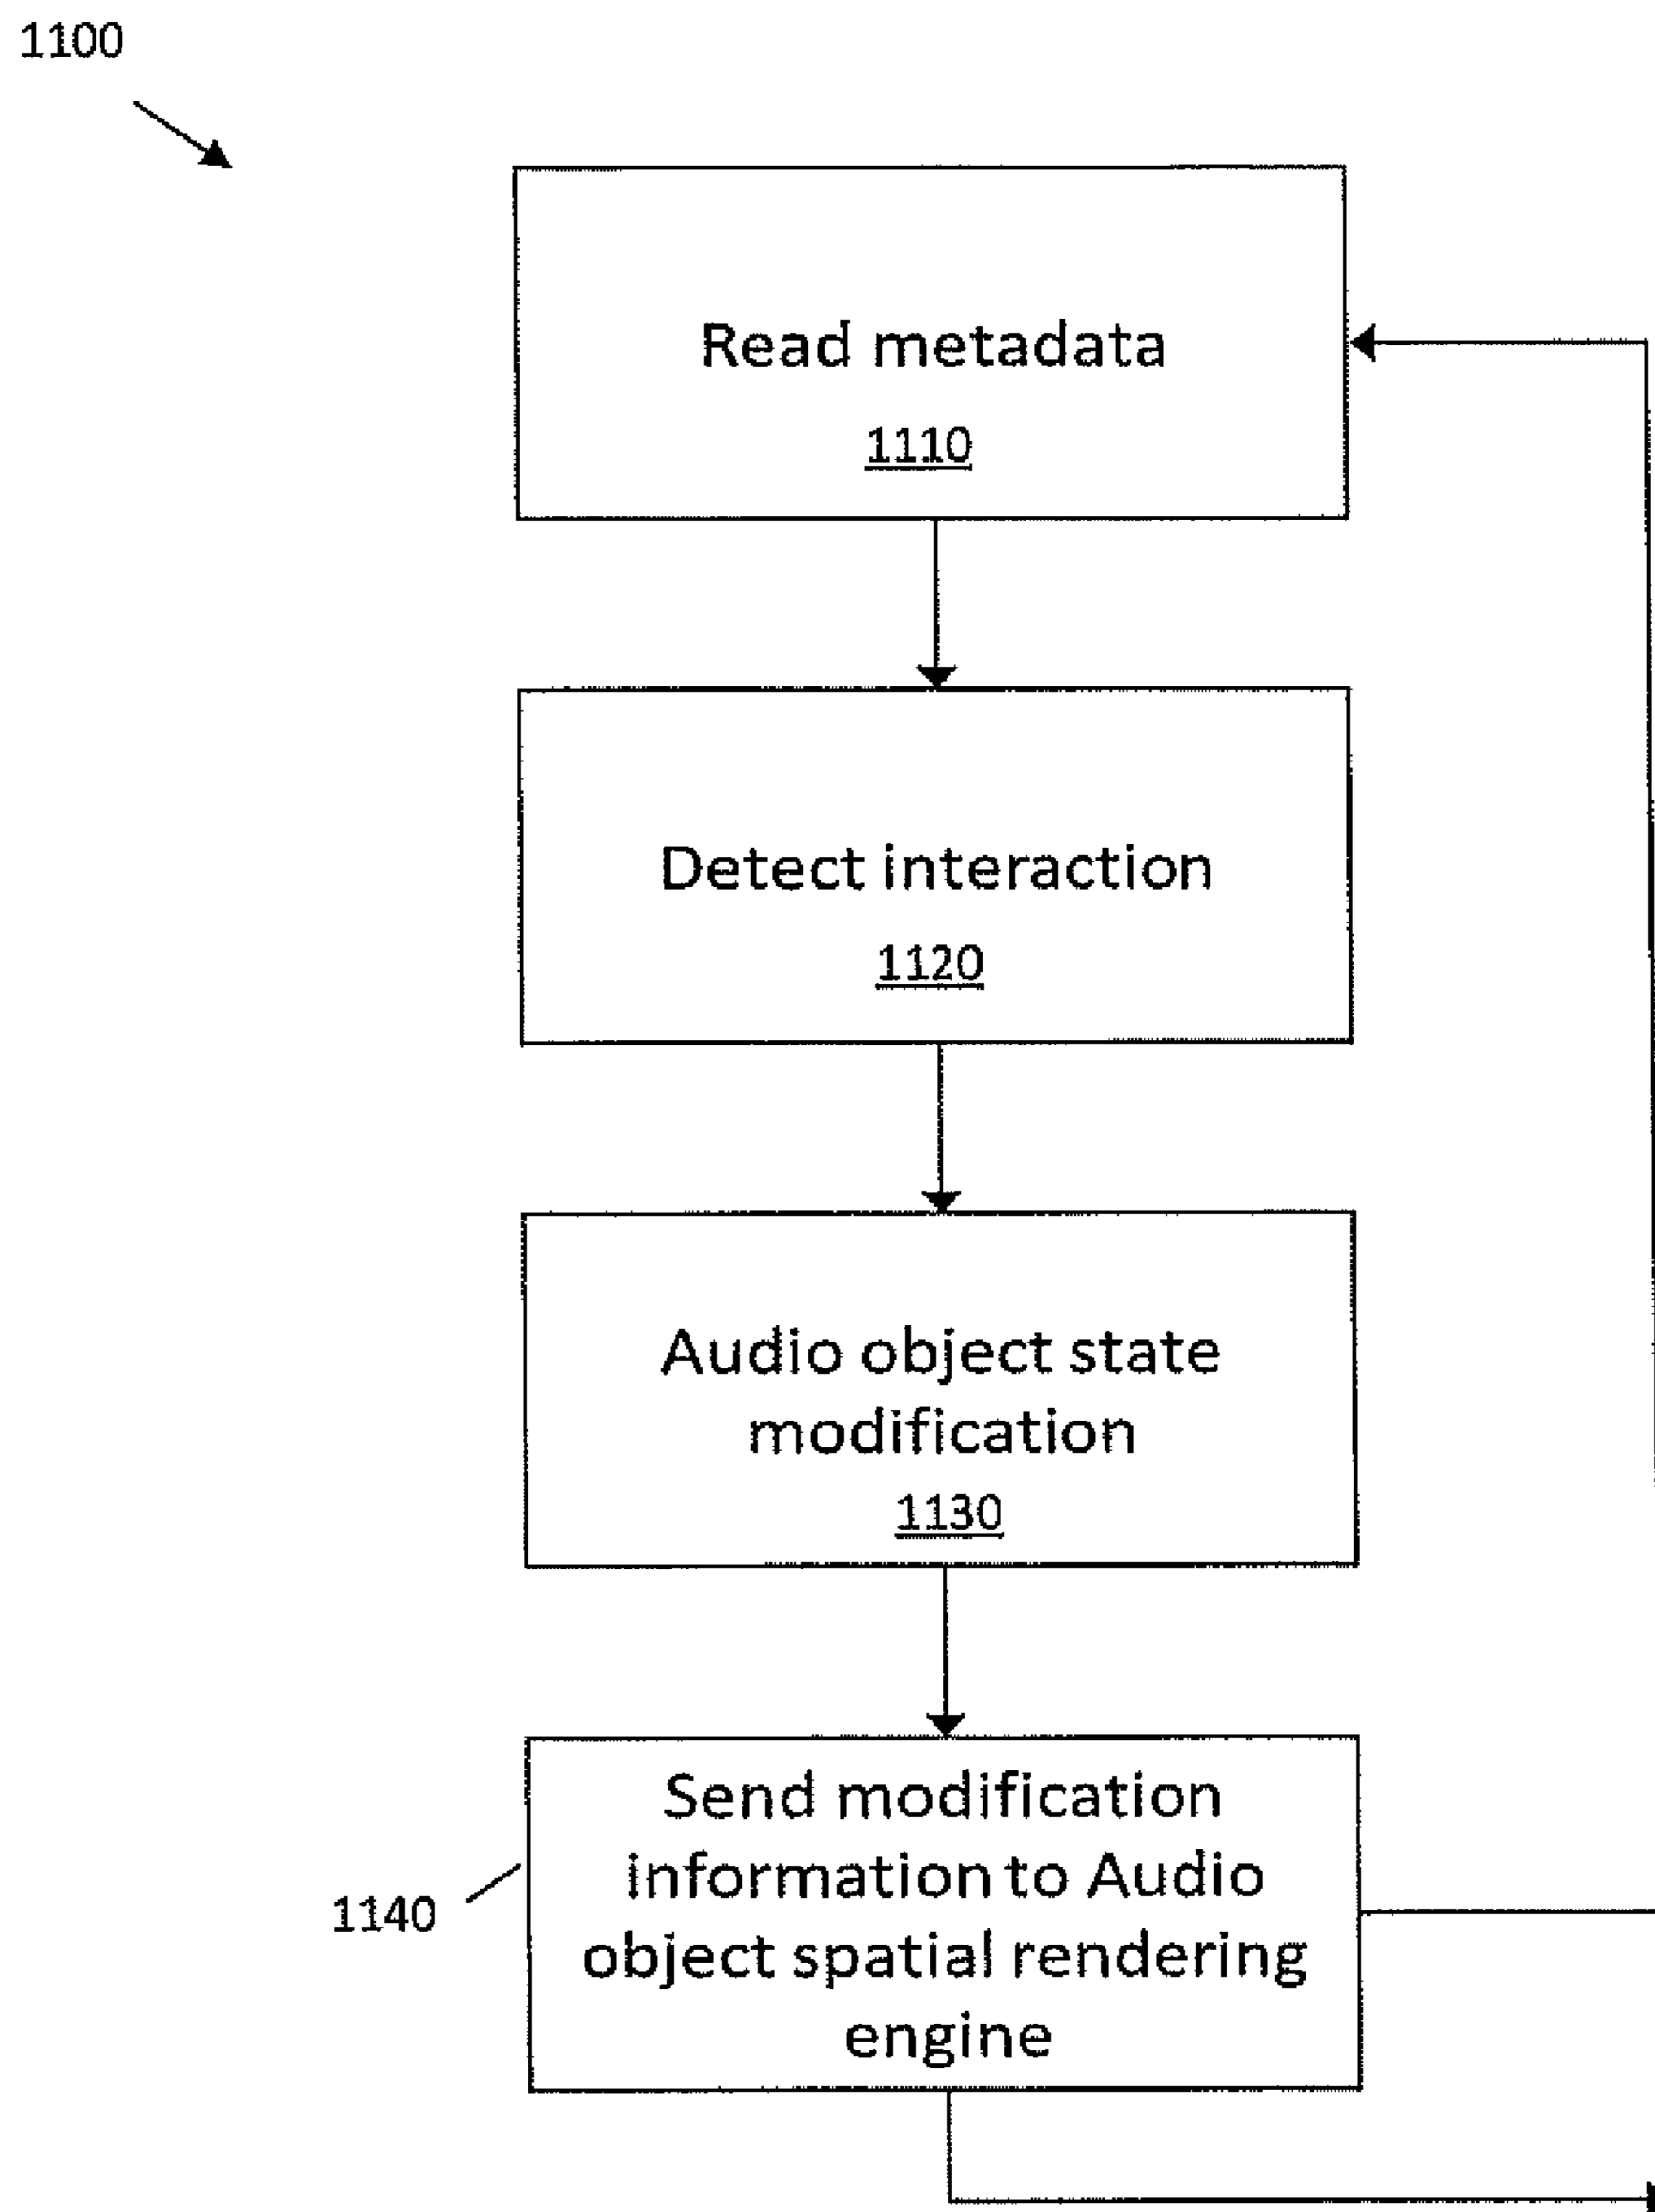 1100
Read metadata
1110
Detect interaction
1120
Audio object state
modification
1130
Send modification
information to Audio
object spatial rendering
engine
1140